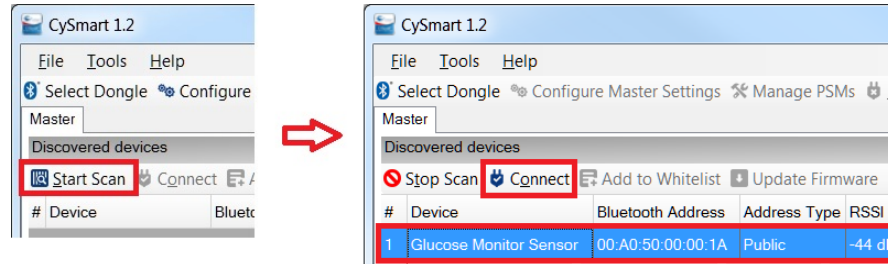 CySmart 1.2
File Tools Help
Select Dongle Configure
Master
Discovered devices
Start Scan Connect
# Device
CySmart 1.2
File Tools Help
Select Dongle Configure Master Settings Manage PSMs
Master
Discovered devices
Stop Scan Connect Add to Whitelist Update Firmware
# Device Bluetooth Address Address Type RSSI
1 Glucose Monitor Sensor 00:A0:50:00:00:1A Public -44